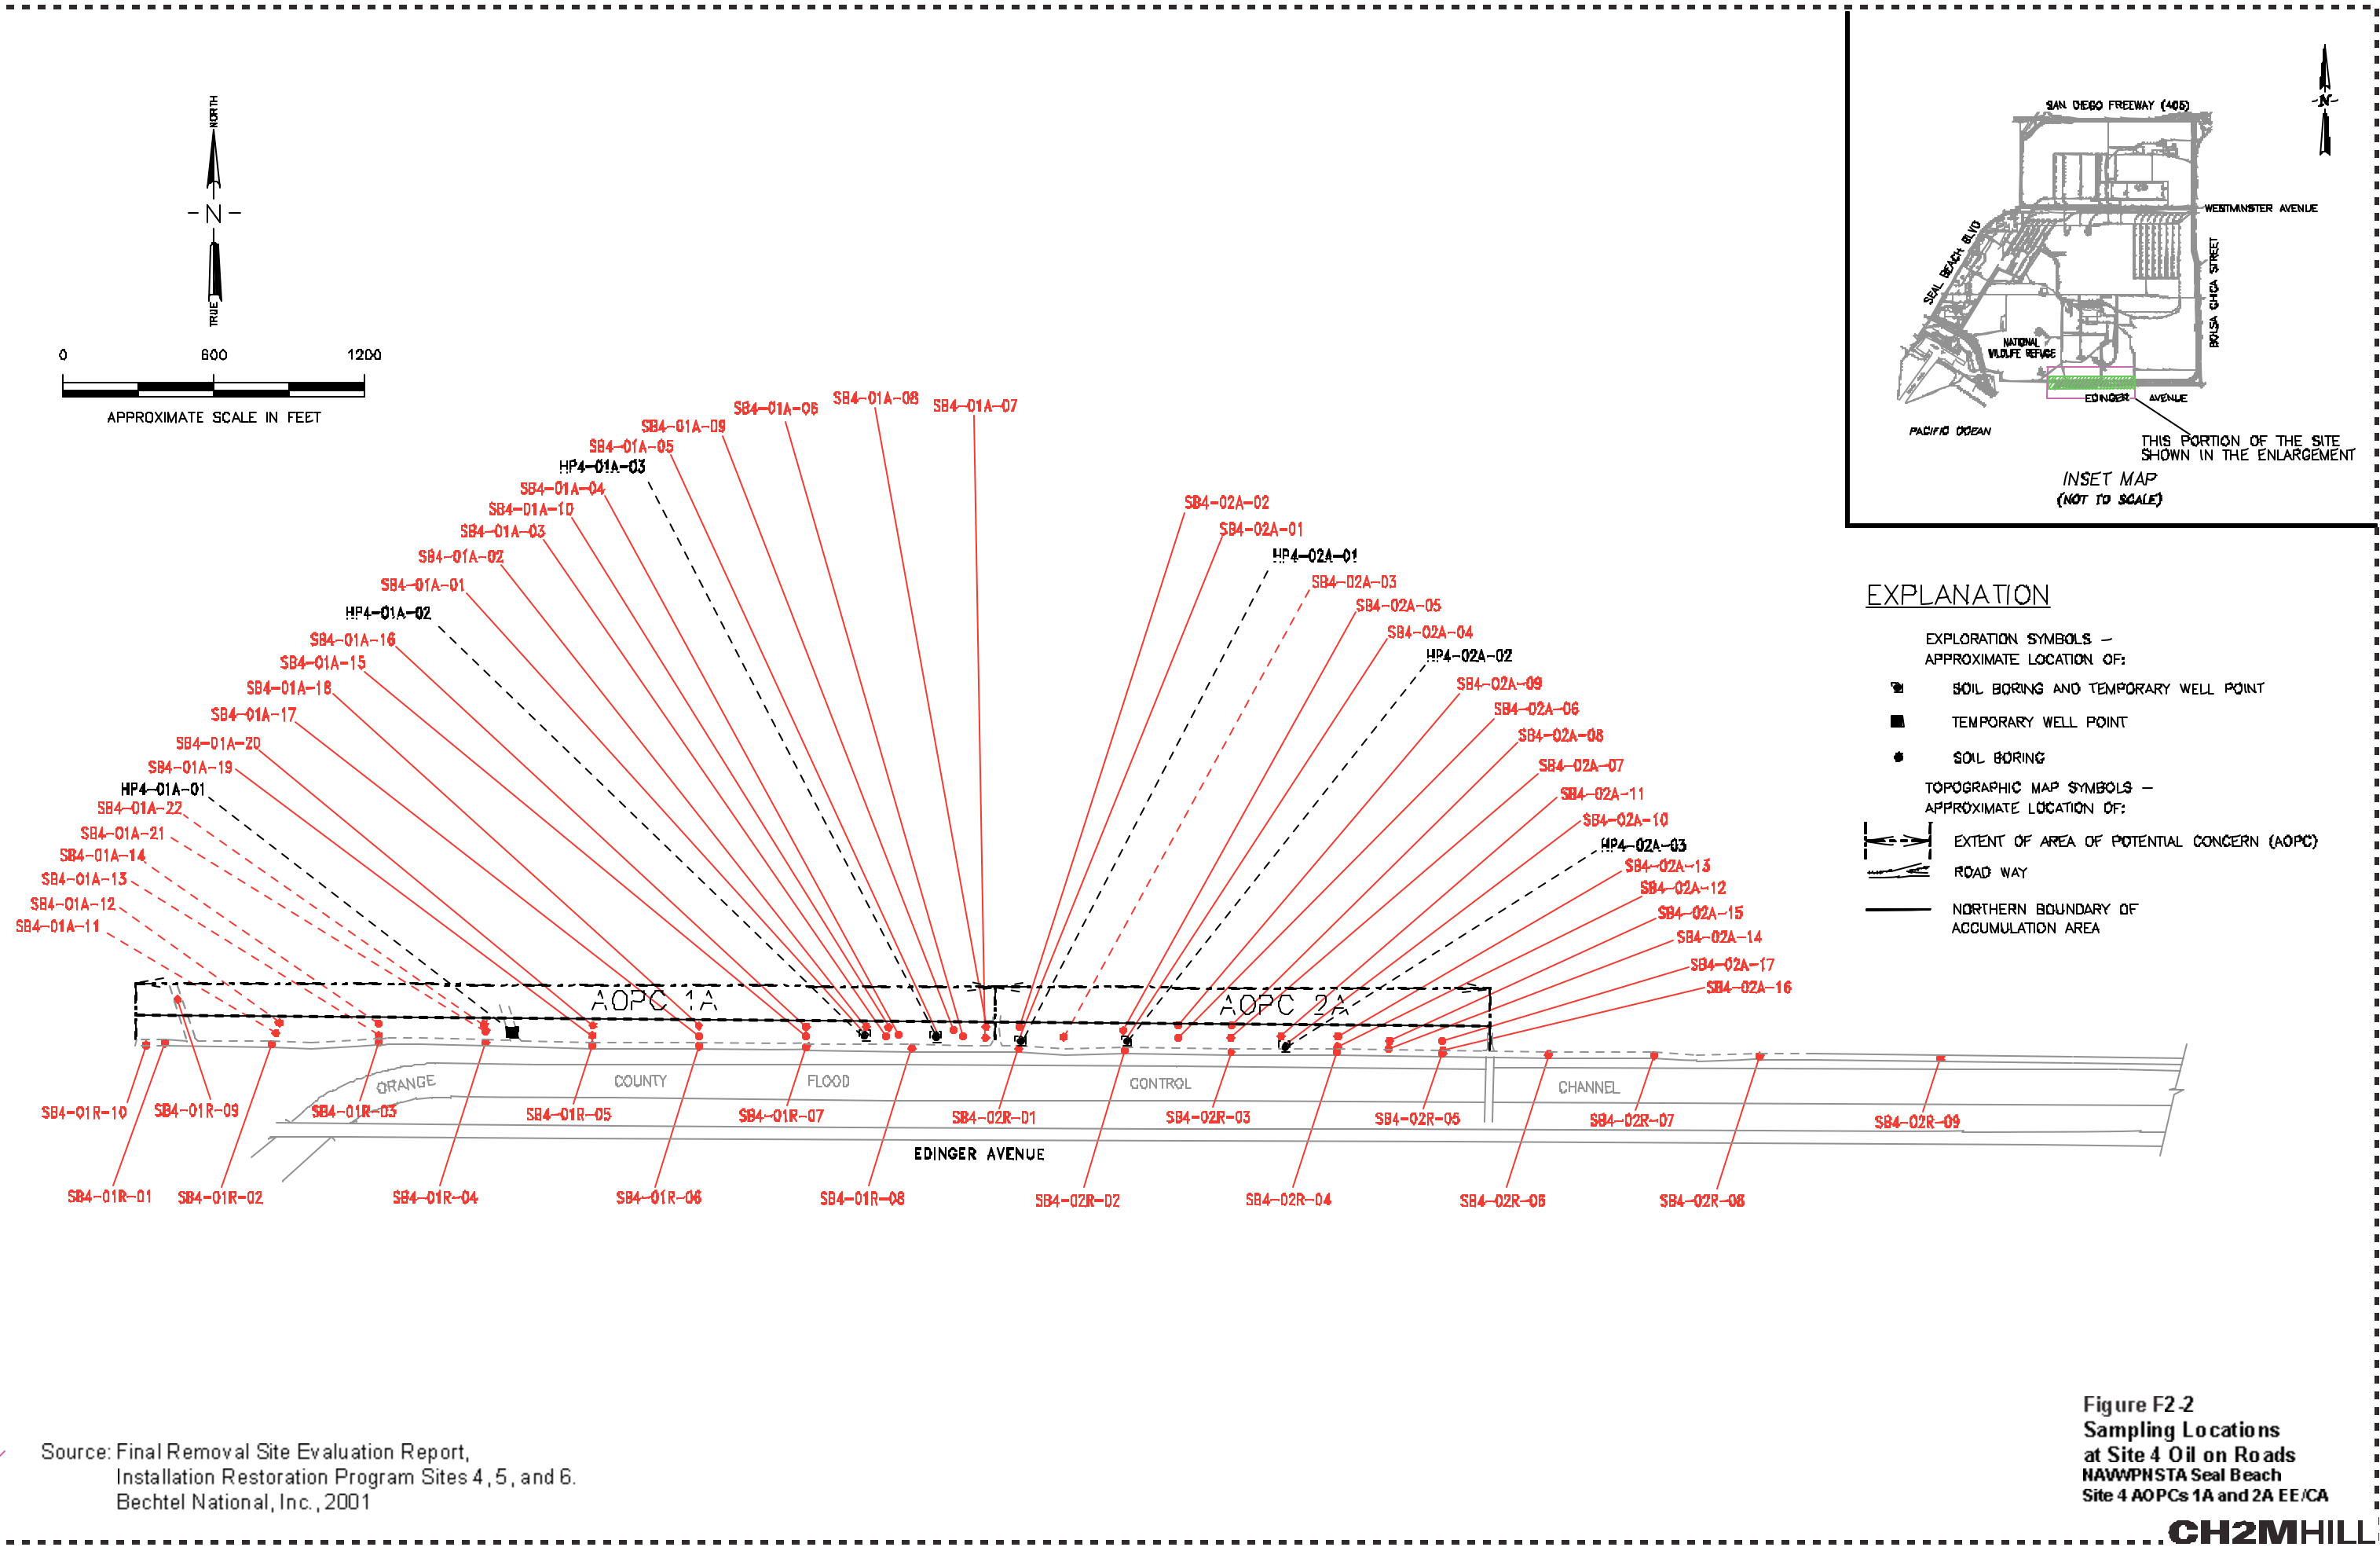 NORTH
-N-
TRUE
0 600 1200
APPROXIMATE SCALE IN FEET
SAN DIEGO FREEWAY (405)
-N-
WESTMINSTER AVENUE
SEAL BEACH BLVD
BOLSA CHICA STREET
NATIONAL
WILDLIFE REFUGE
EDINGER AVENUE
PACIFIC OCEAN
THIS PORTION OF THE SITE
SHOWN IN THE ENLARGEMENT
INSET MAP
(NOT TO SCALE)
EXPLANATION
EXPLORATION SYMBOLS -
APPROXIMATE LOCATION OF:
SOIL BORING AND TEMPORARY WELL POINT
TEMPORARY WELL POINT
SOIL BORING
TOPOGRAPHIC MAP SYMBOLS -
APPROXIMATE LOCATION OF:
EXTENT OF AREA OF POTENTIAL CONCERN (AOPC)
ROAD WAY
NORTHERN BOUNDARY OF
ACCUMULATION AREA
SB4-01A-07
SB4-01A-08
SB4-01A-06
SB4-01A-09
SB4-01A-05
HP4-01A-03
SB4-01A-04
SB4-01A-10
SB4-01A-03
SB4-01A-02
SB4-01A-01
HP4-01A-02
SB4-01A-16
SB4-01A-15
SB4-01A-18
SB4-01A-17
SB4-01A-20
SB4-01A-19
HP4-01A-01
SB4-01A-22
SB4-01A-21
SB4-01A-14
SB4-01A-13
SB4-01A-12
SB4-01A-11
SB4-02A-02
SB4-02A-01
HP4-02A-01
SB4-02A-03
SB4-02A-05
SB4-02A-04
HP4-02A-02
SB4-02A-09
SB4-02A-06
SB4-02A-08
SB4-02A-07
SB4-02A-11
SB4-02A-10
HP4-02A-03
SB4-02A-13
SB4-02A-12
SB4-02A-15
SB4-02A-14
SB4-02A-17
SB4-02A-16
AOPC 1A
AOPC 2A
ORANGE COUNTY FLOOD CONTROL CHANNEL
SB4-01R-10
SB4-01R-09
SB4-01R-03
SB4-01R-05
SB4-01R-07
SB4-02R-01
SB4-02R-03
SB4-02R-05
SB4-02R-07
SB4-02R-09
EDINGER AVENUE
SB4-01R-01
SB4-01R-02
SB4-01R-04
SB4-01R-06
SB4-01R-08
SB4-02R-02
SB4-02R-04
SB4-02R-06
SB4-02R-08
Source: Final Removal Site Evaluation Report,
Installation Restoration Program Sites 4, 5, and 6.
Bechtel National, Inc., 2001
Figure F2-2
Sampling Locations
at Site 4 Oil on Roads
NAVWPNSTA Seal Beach
Site 4 AOPCs 1A and 2A EE/CA
CH2MHILL